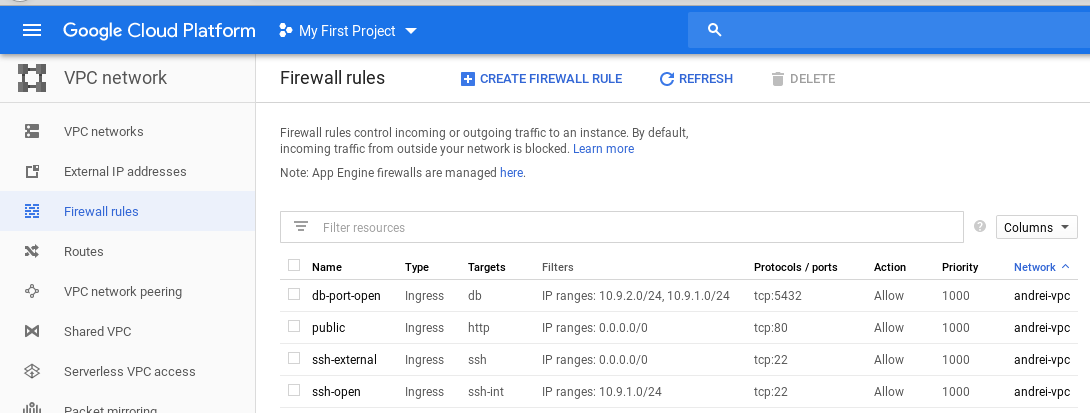 Google Cloud Platform My First Project
VPC network
Firewall rules CREATE FIREWALL RULE REFRESH DELETE
VPC networks
External IP addresses
Firewall rules
Routes
VPC network peering
Shared VPC
Serverless VPC access
Packet mirroring
Firewall rules control incoming or outgoing traffic to an instance. By default,
incoming traffic from outside your network is blocked. Learn more
Note: App Engine firewalls are managed here.
Filter resources ? Columns
Name Type Targets Filters Protocols / ports Action Priority Network
db-port-open Ingress db IP ranges: 10.9.2.0/24, 10.9.1.0/24 tcp:5432 Allow 1000 andrei-vpc
public Ingress http IP ranges: 0.0.0.0/0 tcp:80 Allow 1000 andrei-vpc
ssh-external Ingress ssh IP ranges: 0.0.0.0/0 tcp:22 Allow 1000 andrei-vpc
ssh-open Ingress ssh-int IP ranges: 10.9.1.0/24 tcp:22 Allow 1000 andrei-vpc